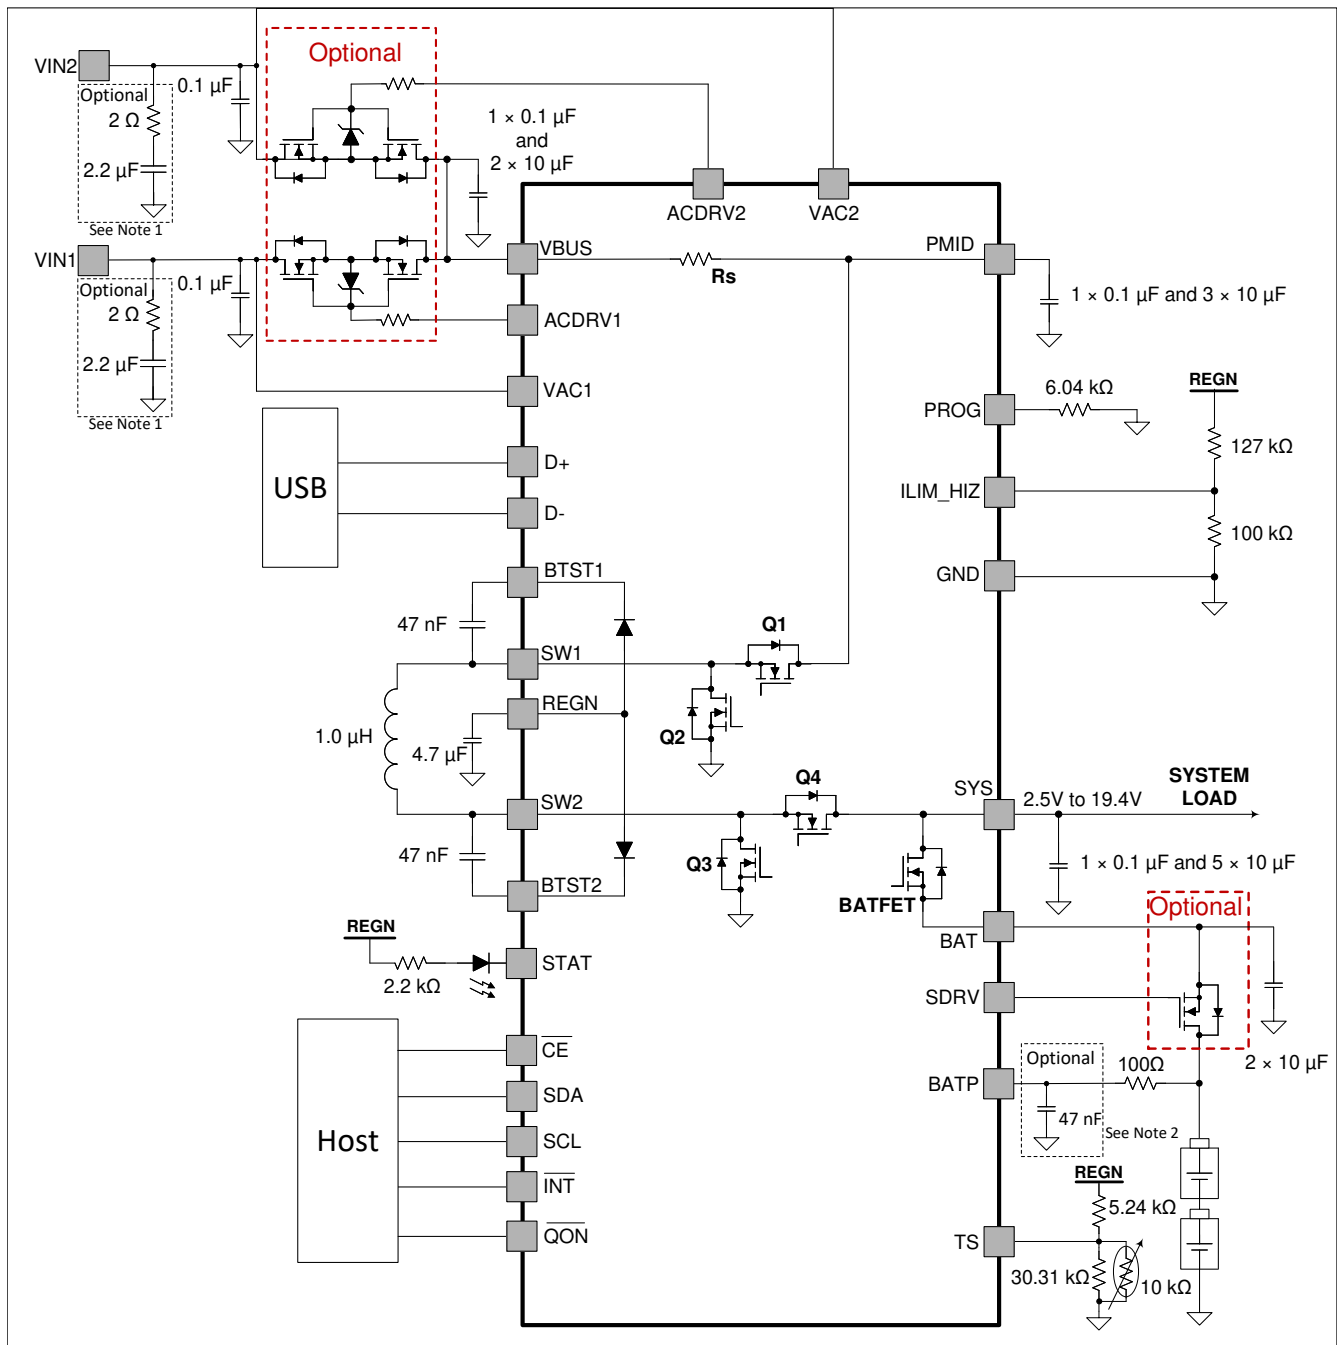 VIN2
Optional
2 Ω
2.2 µF
See Note 1
0.1 µF
Optional
1 × 0.1 µF
and
2 × 10 µF
VIN1
Optional
2 Ω
2.2 µF
See Note 1
0.1 µF
ACDRV2
VAC2
VBUS
Rs
PMID
1 × 0.1 µF and 3 × 10 µF
ACDRV1
VAC1
PROG
6.04 kΩ
REGN
127 kΩ
ILIM_HIZ
100 kΩ
GND
USB
D+
D-
BTST1
47 nF
SW1
Q1
REGN
Q2
1.0 µH
4.7 µF
SW2
Q4
Q3
47 nF
BTST2
BATFET
SYS
2.5V to 19.4V
SYSTEM
LOAD
1 × 0.1 µF and 5 × 10 µF
Optional
BAT
REGN
2.2 kΩ
STAT
SDRV
2 × 10 µF
BATP
Optional
47 nF
100Ω
See Note 2
Host
CE
SDA
SCL
INT
QON
REGN
5.24 kΩ
TS
30.31 kΩ
10 kΩ